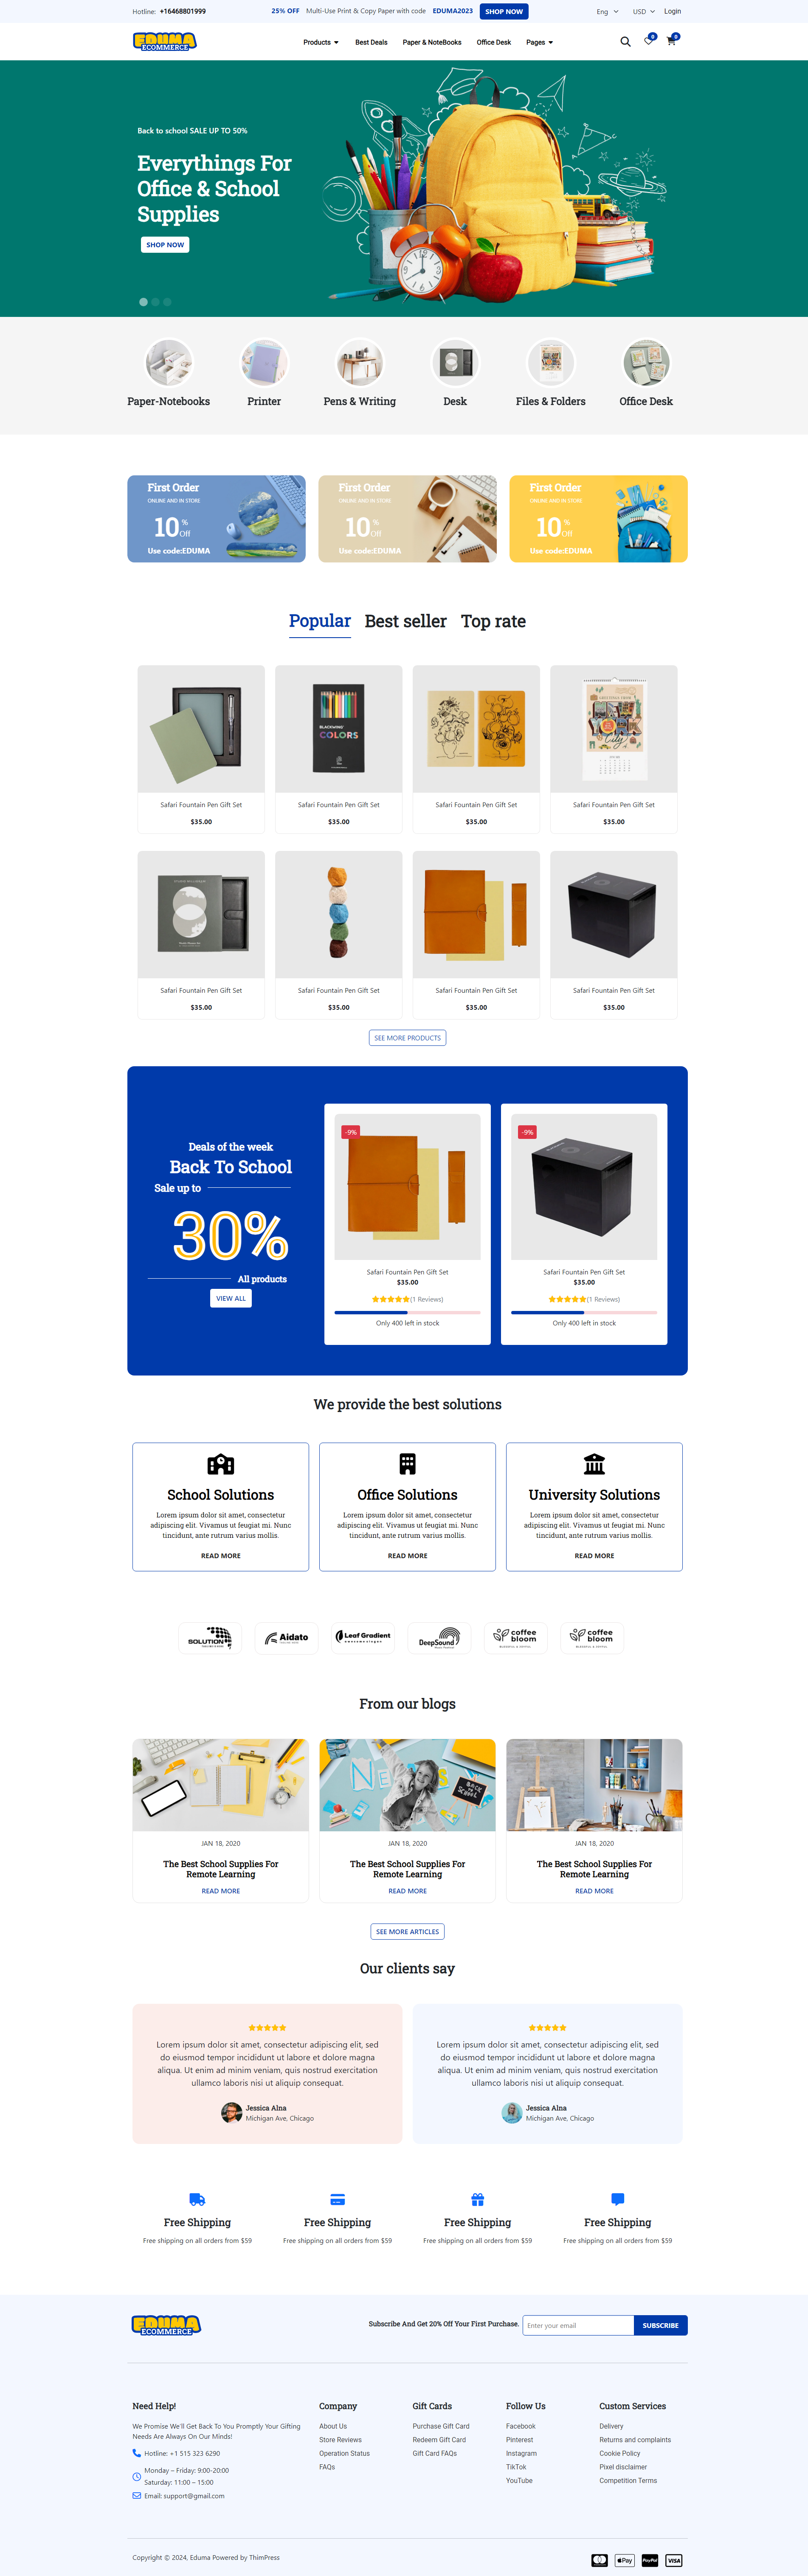 Hotline: +16468801999
25% OFF Multi-Use Print & Copy Paper with code EDUMA2023 SHOP NOW
Eng USD Login
EDUMA
ECOMMERCE
Products Best Deals Paper & NoteBooks Office Desk Pages
0 0
Back to school SALE UP TO 50%
Everythings For
Office & School
Supplies
SHOP NOW
Paper-Notebooks Printer Pens & Writing Desk Files & Folders Office Desk
First Order
ONLINE AND IN STORE
10 % Off
Use code:EDUMA
First Order
ONLINE AND IN STORE
10 % Off
Use code:EDUMA
First Order
ONLINE AND IN STORE
10 % Off
Use code:EDUMA
Popular Best seller Top rate
BLACKWING
COLORS
YORK
City
Safari Fountain Pen Gift Set Safari Fountain Pen Gift Set Safari Fountain Pen Gift Set Safari Fountain Pen Gift Set
$35.00 $35.00 $35.00 $35.00
Safari Fountain Pen Gift Set Safari Fountain Pen Gift Set Safari Fountain Pen Gift Set Safari Fountain Pen Gift Set
$35.00 $35.00 $35.00 $35.00
SEE MORE PRODUCTS
Deals of the week
Back To School
Sale up to
30%
All products
VIEW ALL
-9%
Safari Fountain Pen Gift Set
$35.00
(1 Reviews)
Only 400 left in stock
-9%
Safari Fountain Pen Gift Set
$35.00
(1 Reviews)
Only 400 left in stock
We provide the best solutions
School Solutions
Lorem ipsum dolor sit amet, consectetur
adipiscing elit. Vivamus ut feugiat mi. Nunc
tincidunt, ante rutrum varius mollis.
READ MORE
Office Solutions
Lorem ipsum dolor sit amet, consectetur
adipiscing elit. Vivamus ut feugiat mi. Nunc
tincidunt, ante rutrum varius mollis.
READ MORE
University Solutions
Lorem ipsum dolor sit amet, consectetur
adipiscing elit. Vivamus ut feugiat mi. Nunc
tincidunt, ante rutrum varius mollis.
READ MORE
SOLUTION
Aidato
Leaf Gradient
DeepSound
coffee
bloom
coffee
bloom
From our blogs
BACK TO SCHOOL
JAN 18, 2020
The Best School Supplies For
Remote Learning
READ MORE
JAN 18, 2020
The Best School Supplies For
Remote Learning
READ MORE
JAN 18, 2020
The Best School Supplies For
Remote Learning
READ MORE
SEE MORE ARTICLES
Our clients say
Lorem ipsum dolor sit amet, consectetur adipiscing elit, sed
do eiusmod tempor incididunt ut labore et dolore magna
aliqua. Ut enim ad minim veniam, quis nostrud exercitation
ullamco laboris nisi ut aliquip consequat.
Jessica Alna
Michigan Ave, Chicago
Lorem ipsum dolor sit amet, consectetur adipiscing elit, sed
do eiusmod tempor incididunt ut labore et dolore magna
aliqua. Ut enim ad minim veniam, quis nostrud exercitation
ullamco laboris nisi ut aliquip consequat.
Jessica Alna
Michigan Ave, Chicago
Free Shipping Free Shipping Free Shipping Free Shipping
Free shipping on all orders from $59 Free shipping on all orders from $59 Free shipping on all orders from $59 Free shipping on all orders from $59
EDUMA
ECOMMERCE
Subscribe And Get 20% Off Your First Purchase. Enter your email SUBSCRIBE
Need Help!
We Promise We'll Get Back To You Promptly Your Gifting
Needs Are Always On Our Minds!
Hotline: +1 515 323 6290
Monday – Friday: 9:00-20:00
Saturday: 11:00 – 15:00
Email: support@gmail.com
Company
About Us
Store Reviews
Operation Status
FAQs
Gift Cards
Purchase Gift Card
Redeem Gift Card
Gift Card FAQs
Follow Us
Facebook
Pinterest
Instagram
TikTok
YouTube
Custom Services
Delivery
Returns and complaints
Cookie Policy
Pixel disclaimer
Competition Terms
Copyright © 2024, Eduma Powered by ThimPress
Pay PayPal VISA